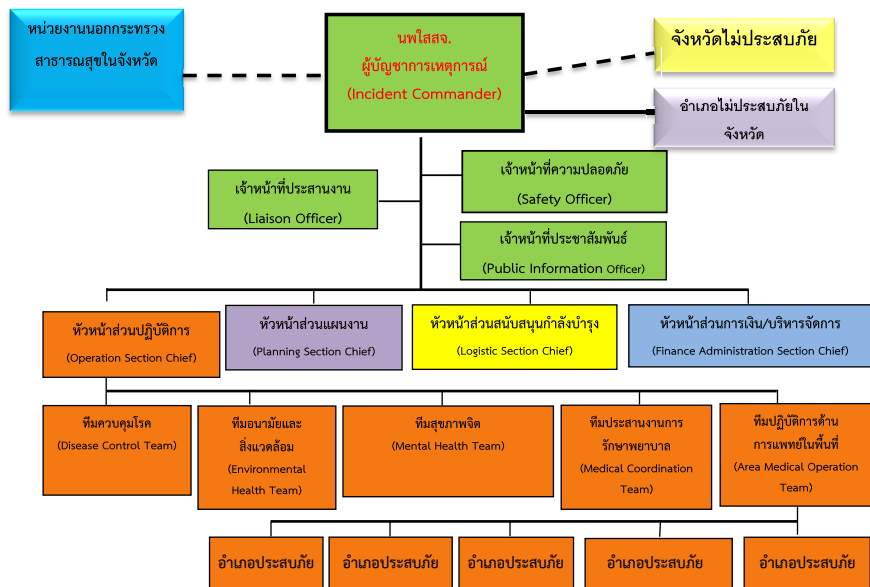 หน่วยงานนอกกระทรวง
สาธารณสุขในจังหวัด
นพใสสจ.
ผู้บัญชาการเหตุการณ์
(Incident Commander)
จังหวัดไม่ประสบภัย
อำเภอไม่ประสบภัยใน
จังหวัด
เจ้าหน้าที่ประสานงาน
(Liaison Officer)
เจ้าหน้าที่ความปลอดภัย
(Safety Officer)
เจ้าหน้าที่ประชาสัมพันธ์
(Public Information Officer)
หัวหน้าส่วนปฏิบัติการ
(Operation Section Chief)
หัวหน้าส่วนแผนงาน
(Planning Section Chief)
หัวหน้าส่วนสนับสนุนกำลังบำรุง
(Logistic Section Chief)
หัวหน้าส่วนการเงิน/บริหารจัดการ
(Finance Administration Section Chief)
ทีมควบคุมโรค
(Disease Control Team)
ทีมอนามัยและ
สิ่งแวดล้อม
(Environmental
Health Team)
ทีมสุขภาพจิต
(Mental Health Team)
ทีมประสานงานการ
รักษาพยาบาล
(Medical Coordination
Team)
ทีมปฏิบัติการด้าน
การแพทย์ในพื้นที่
(Area Medical Operation
Team)
อำเภอประสบภัย
อำเภอประสบภัย
อำเภอประสบภัย
อำเภอประสบภัย
อำเภอประสบภัย